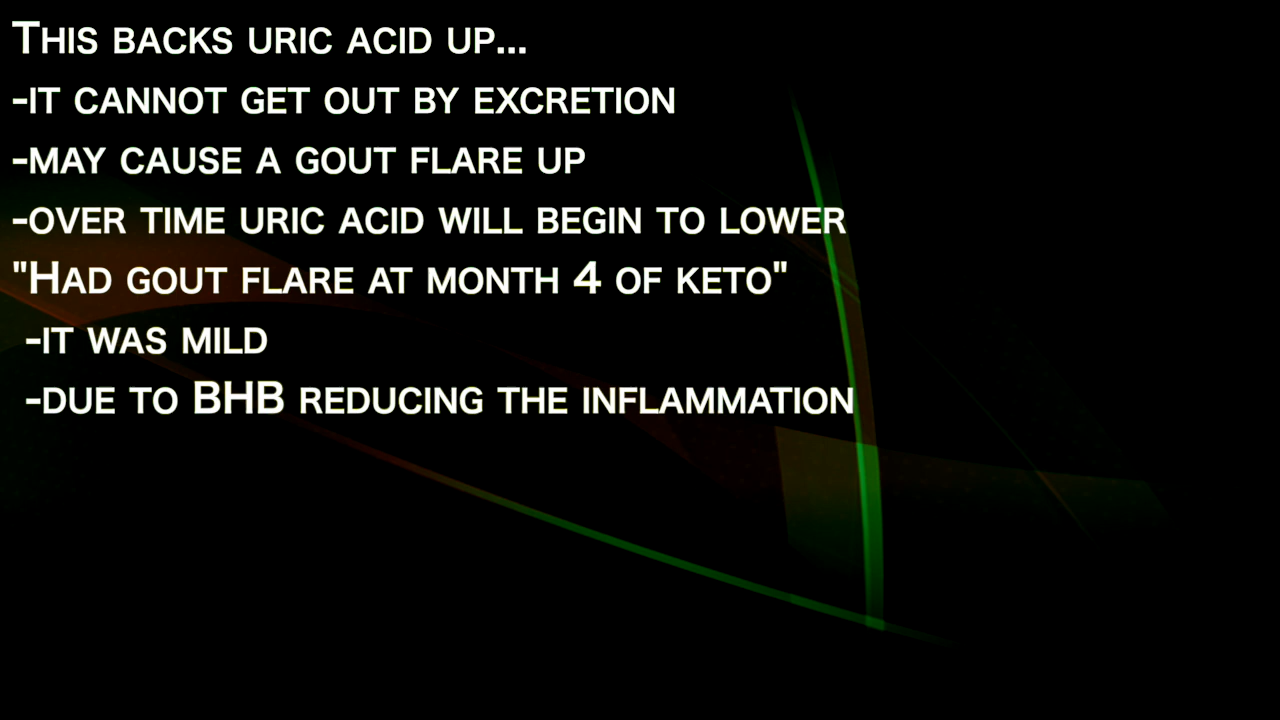 This backs uric acid up...
-it cannot get out by excretion
-may cause a gout flare up
-over time uric acid will begin to lower
"Had gout flare at month 4 of keto"
-it was mild
-due to BHB reducing the inflammation